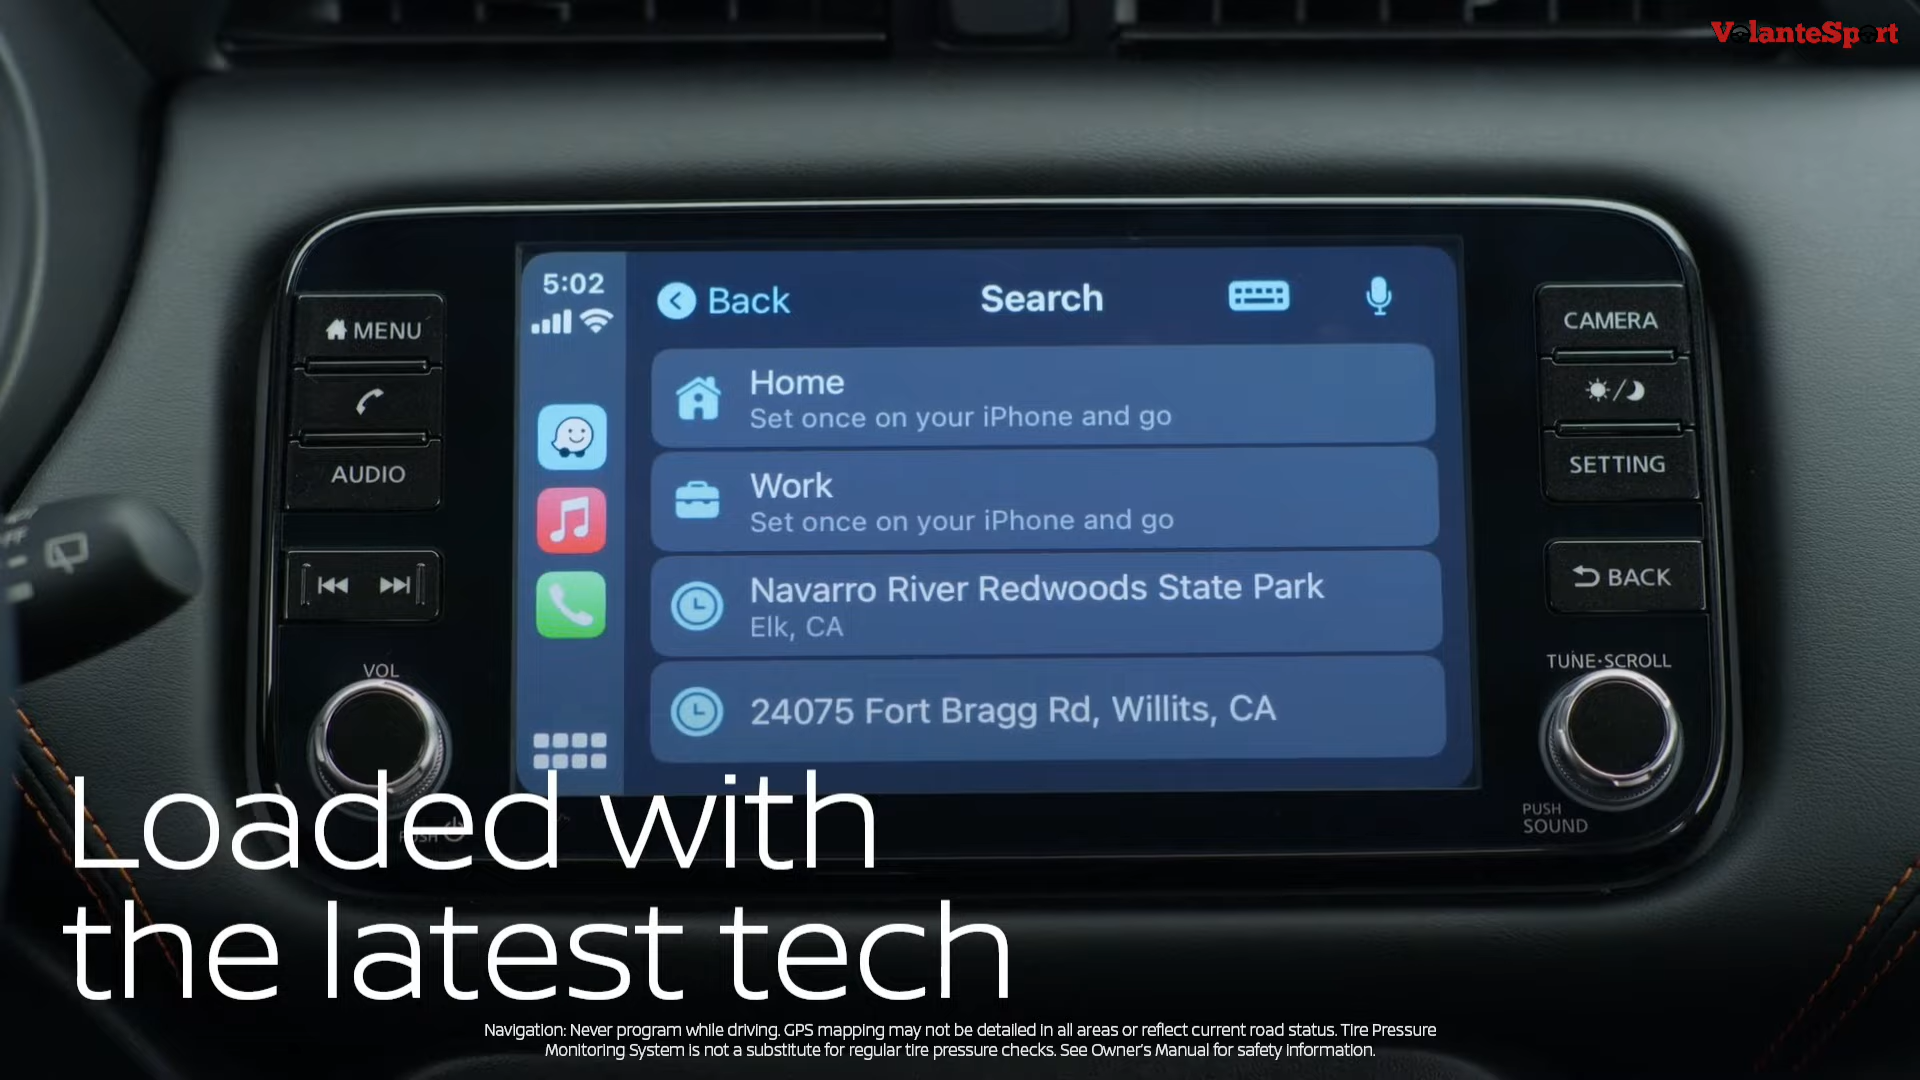 VolanteSport
5:02
Back
Search
MENU
CAMERA
Home
Set once on your iPhone and go
AUDIO
SETTING
Work
Set once on your iPhone and go
Navarro River Redwoods State Park
Elk, CA
BACK
VOL
TUNE·SCROLL
24075 Fort Bragg Rd, Willits, CA
PUSH
PUSH
SOUND
Loaded with
the latest tech
Navigation: Never program while driving. GPS mapping may not be detailed in all areas or reflect current road status. Tire Pressure
Monitoring System is not a substitute for regular tire pressure checks. See Owner's Manual for safety information.